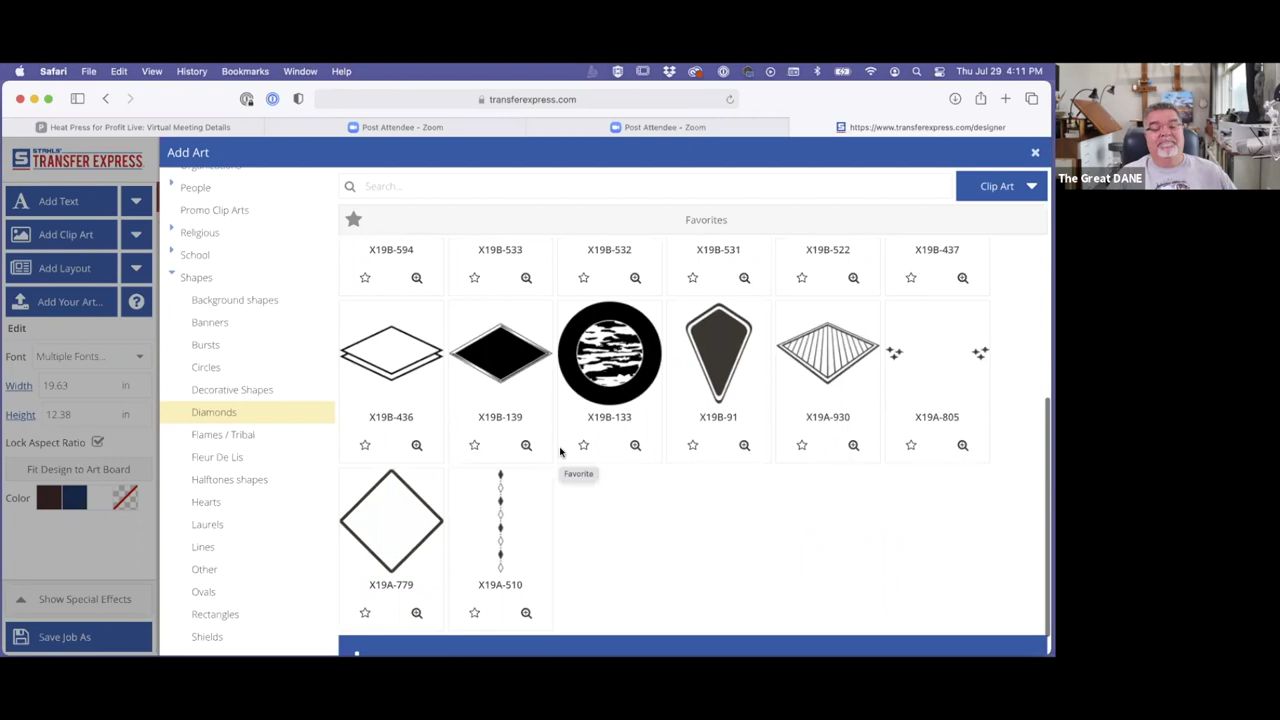 Safari File Edit View History Bookmarks Window Help
Thu Jul 29 4:11 PM
transferexpress.com
Heat Press for Profit Live: Virtual Meeting Details
Post Attendee - Zoom
Post Attendee - Zoom
https://www.transferexpress.com/designer
The Great DANE
STAHLS'
TRANSFER EXPRESS
Add Text
Add Clip Art
Add Layout
Add Your Art...
Edit
Font Multiple Fonts...
Width 19.63 in
Height 12.38 in
Lock Aspect Ratio
Fit Design to Art Board
Color
Show Special Effects
Save Job As
Add Art
Organizations
People
Promo Clip Arts
Religious
School
Shapes
Background shapes
Banners
Bursts
Circles
Decorative Shapes
Diamonds
Flames / Tribal
Fleur De Lis
Halftones shapes
Hearts
Laurels
Lines
Other
Ovals
Rectangles
Shields
Search...
Clip Art
Favorites
X19B-594 X19B-533 X19B-532 X19B-531 X19B-522 X19B-437
X19B-436 X19B-139 X19B-133 X19B-91 X19A-930 X19A-805
Favorite
X19A-779 X19A-510